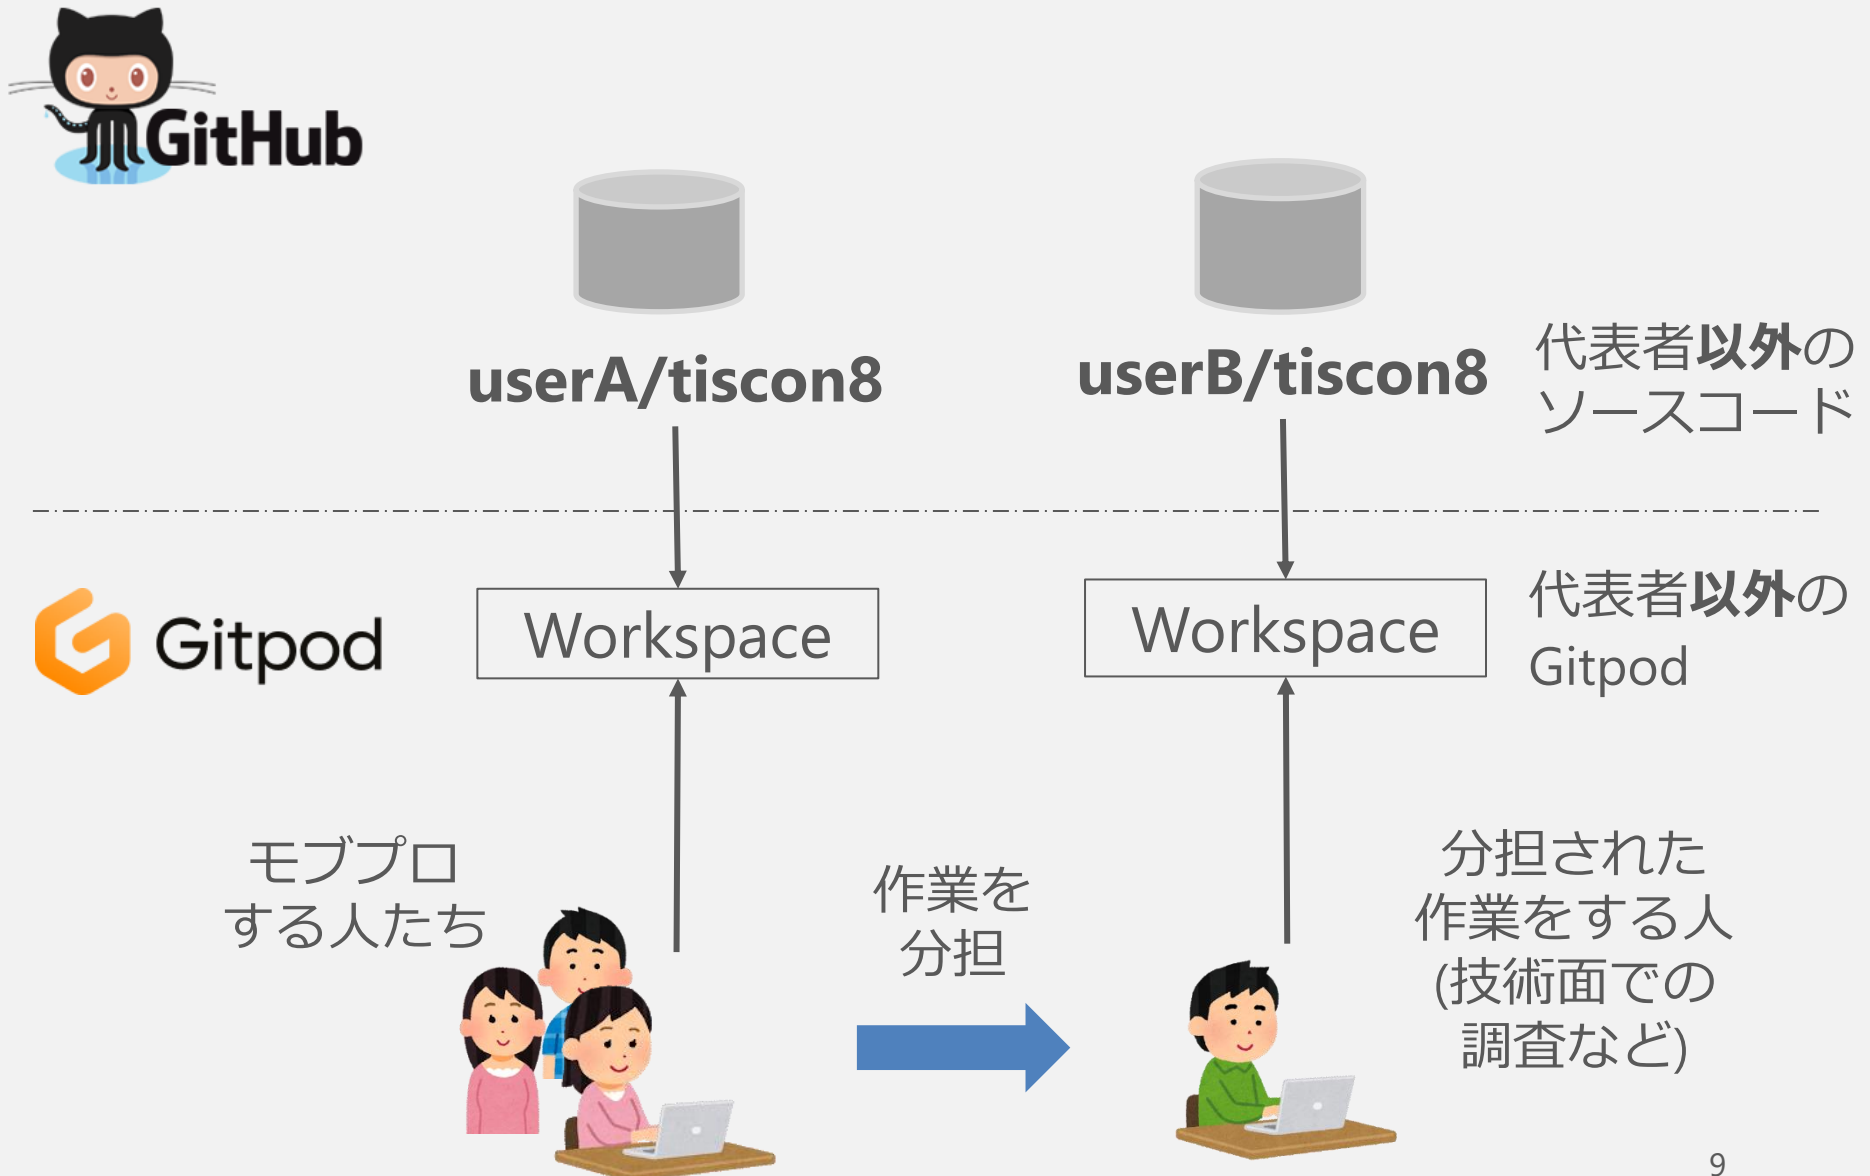 GitHub
userA/tiscon8
userB/tiscon8
代表者以外の
ソースコード
Gitpod
Workspace
Workspace
代表者以外の
Gitpod
モブプロ
する人たち
作業を
分担
分担された
作業をする人
(技術面での
調査など)
9